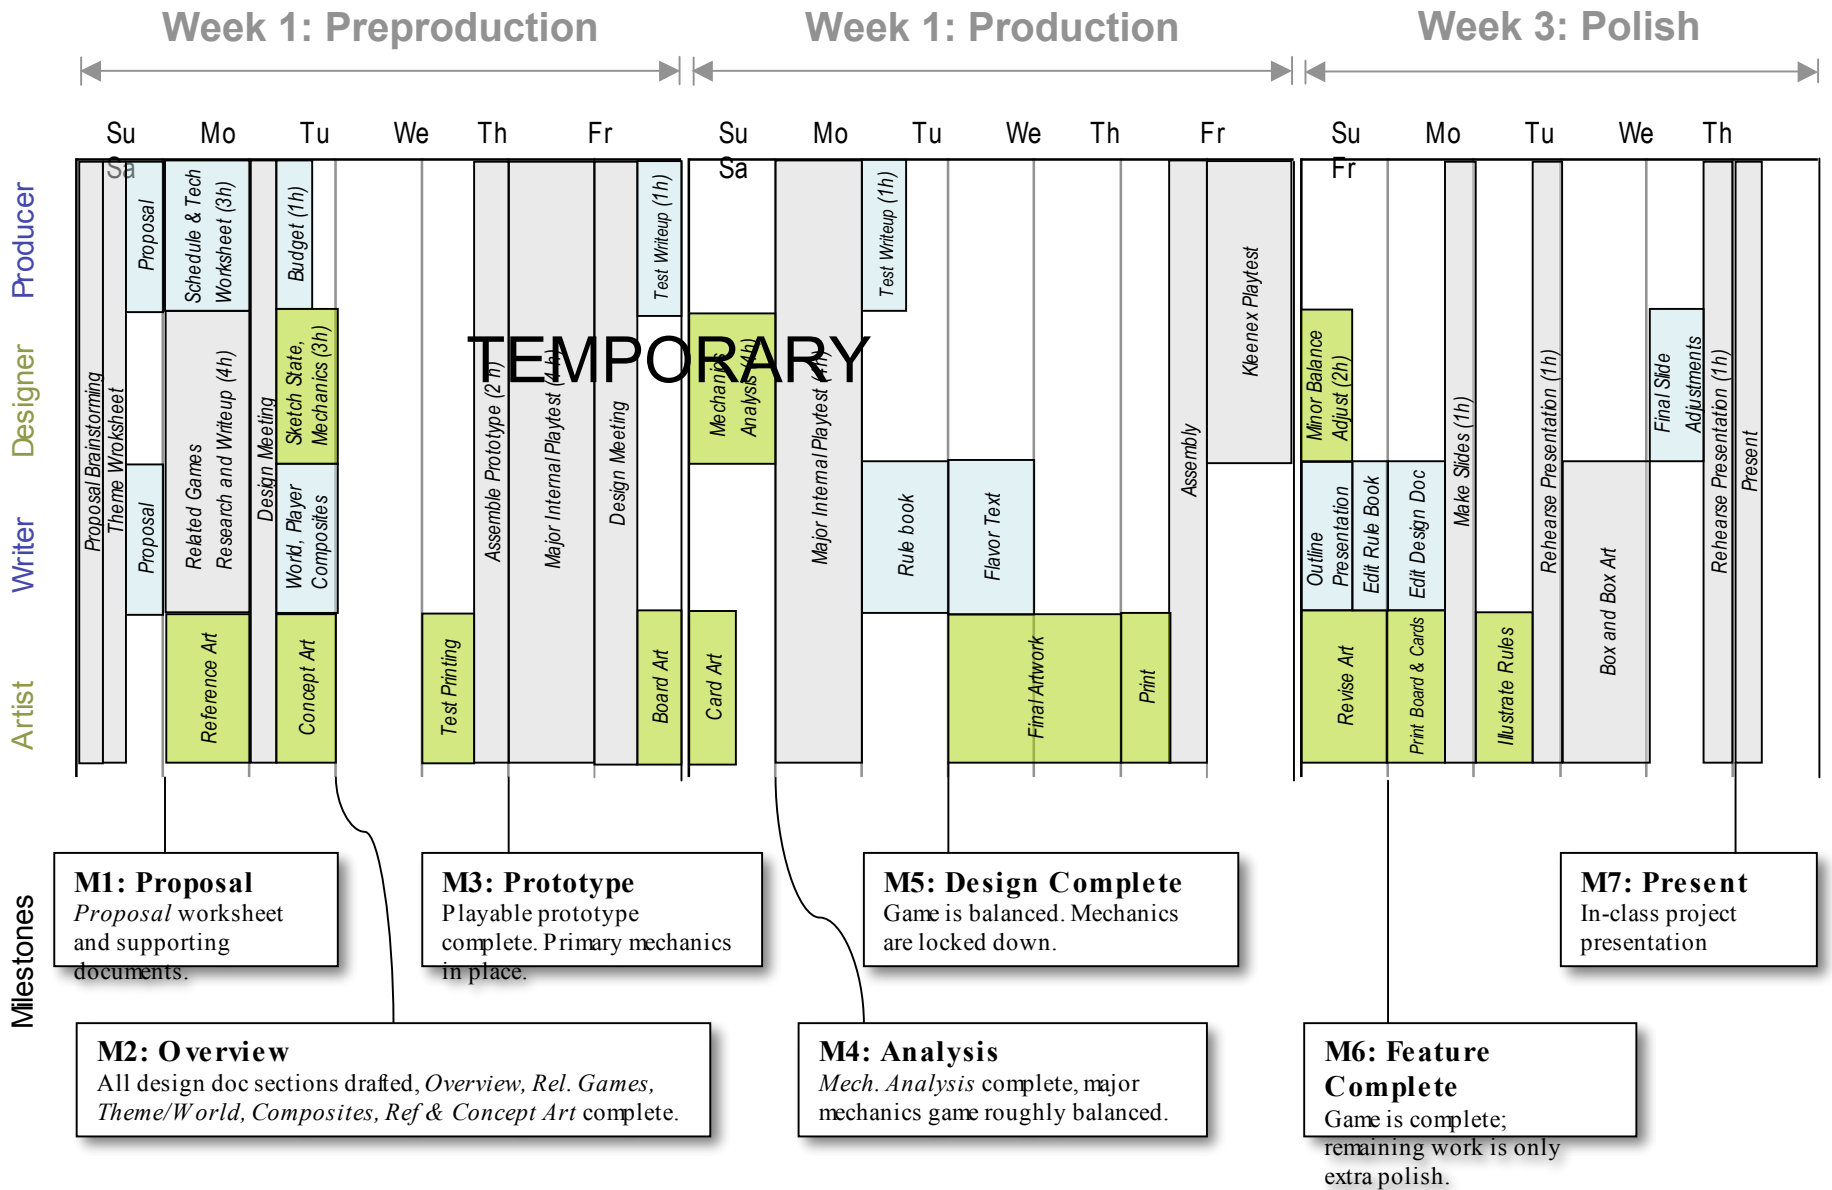 Week 1: Preproduction
Week 1: Production
Week 3: Polish
Su Mo Tu We Th Fr
Sa
Su Mo Tu We Th Fr
Sa
Su Mo Tu We Th
Fr
Producer
Designer
Writer
Artist
Milestones
TEMPORARY
Proposal Brainstorming
Theme Wroksheet
Proposal
Proposal
Schedule & Tech
Worksheet (3h)
Related Games
Research and Writeup (4h)
Reference Art
Design Meeting
Budget (1h)
Sketch State,
Mechanics (3h)
World, Player
Composites
Concept Art
Test Printing
Assemble Prototype (2 h)
Major Internal Playtest (4 h)
Design Meeting
Test Writeup (1h)
Board Art
Mechanics
Analysis (4h)
Card Art
Major Internal Playtest (4h)
Test Writeup (1h)
Rule book
Flavor Text
Final Artwork
Print
Assembly
Kleenex Playtest
Minor Balance
Adjust (2h)
Outline
Presentation
Edit Rule Book
Revise Art
Edit Design Doc
Print Board & Cards
Make Slides (1h)
Illustrate Rules
Rehearse Presentation (1h)
Box and Box Art
Final Slide
Adjustments
Rehearse Presentation (1h)
Present
M1: Proposal
Proposal worksheet
and supporting
documents.
M3: Prototype
Playable prototype
complete. Primary mechanics
in place.
M5: Design Complete
Game is balanced. Mechanics
are locked down.
M7: Present
In-class project
presentation
M2: Overview
All design doc sections drafted, Overview, Rel. Games,
Theme/World, Composites, Ref & Concept Art complete.
M4: Analysis
Mech. Analysis complete, major
mechanics game roughly balanced.
M6: Feature
Complete
Game is complete;
remaining work is only
extra polish.